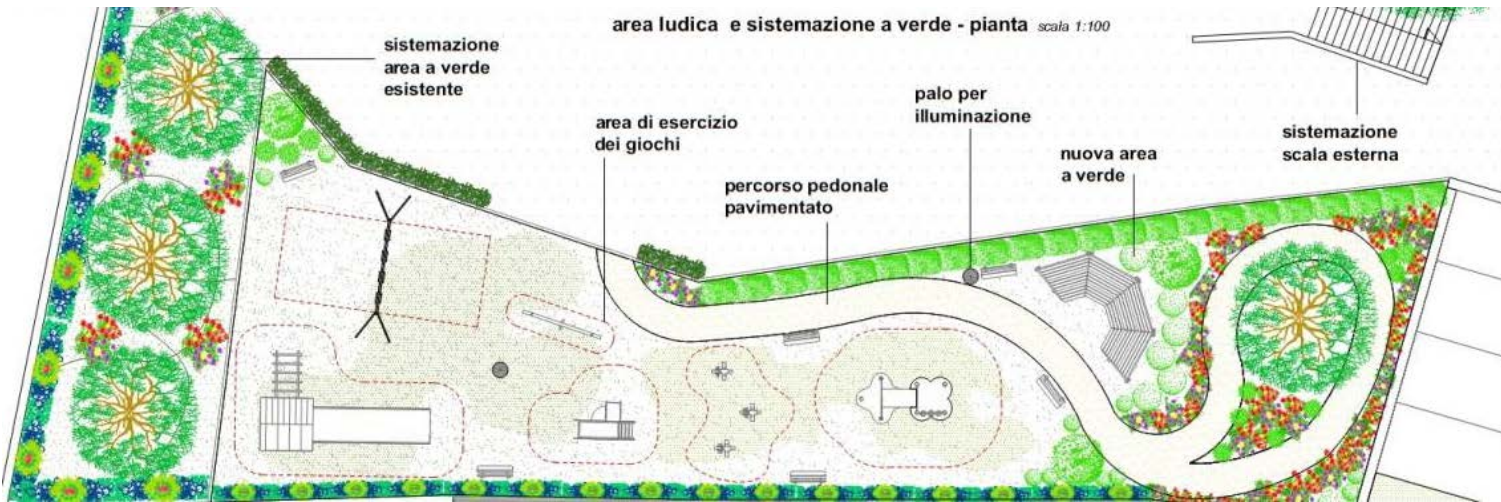 area ludica e sistemazione a verde - pianta scala 1:100
sistemazione
area a verde
esistente
area di esercizio
dei giochi
percorso pedonale
pavimentato
palo per
illuminazione
nuova area
a verde
sistemazione
scala esterna